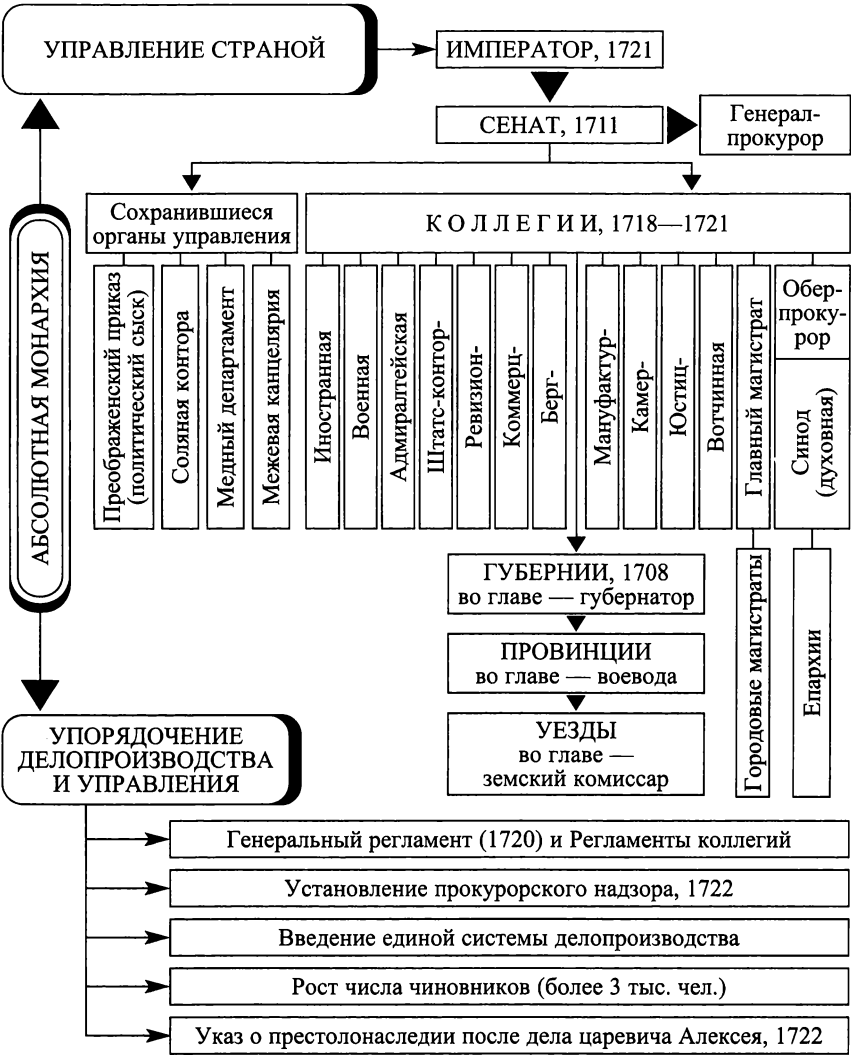 УПРАВЛЕНИЕ СТРАНОЙ
ИМПЕРАТОР, 1721
СЕНАТ, 1711
Генерал-
прокурор
АБСОЛЮТНАЯ МОНАРХИЯ
Сохранившиеся
органы управления
КОЛЛЕГИИ, 1718—1721
Преображенский приказ
(политический сыск)
Соляная контора
Медный департамент
Межевая канцелярия
Иностранная
Военная
Адмиралтейская
Штатс-контор-
Ревизион-
Коммерц-
Берг-
Мануфактур-
Камер-
Юстиц-
Вотчинная
Главный магистрат
Обер-
проку-
рор
Синод
(духовная)
ГУБЕРНИИ, 1708
во главе — губернатор
ПРОВИНЦИИ
во главе — воевода
УЕЗДЫ
во главе —
земский комиссар
Городовые магистраты
Епархии
УПОРЯДОЧЕНИЕ
ДЕЛОПРОИЗВОДСТВА
И УПРАВЛЕНИЯ
Генеральный регламент (1720) и Регламенты коллегий
Установление прокурорского надзора, 1722
Введение единой системы делопроизводства
Рост числа чиновников (более 3 тыс. чел.)
Указ о престолонаследии после дела царевича Алексея, 1722